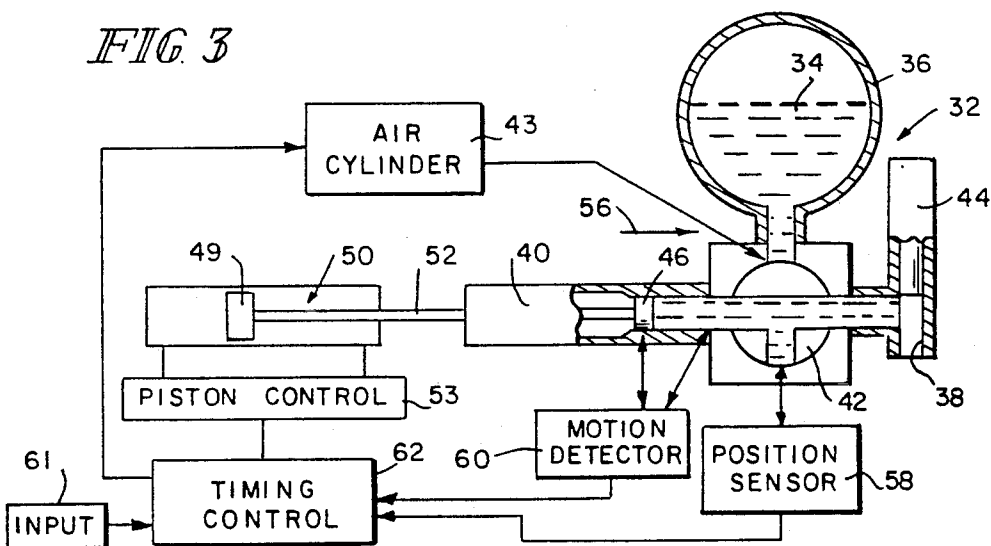 FIG. 3
34
36
32
AIR
CYLINDER
43
44
56
49
50
52
40
46
PISTON CONTROL
53
42
38
MOTION
DETECTOR
60
POSITION
SENSOR
58
61
62
INPUT
TIMING
CONTROL